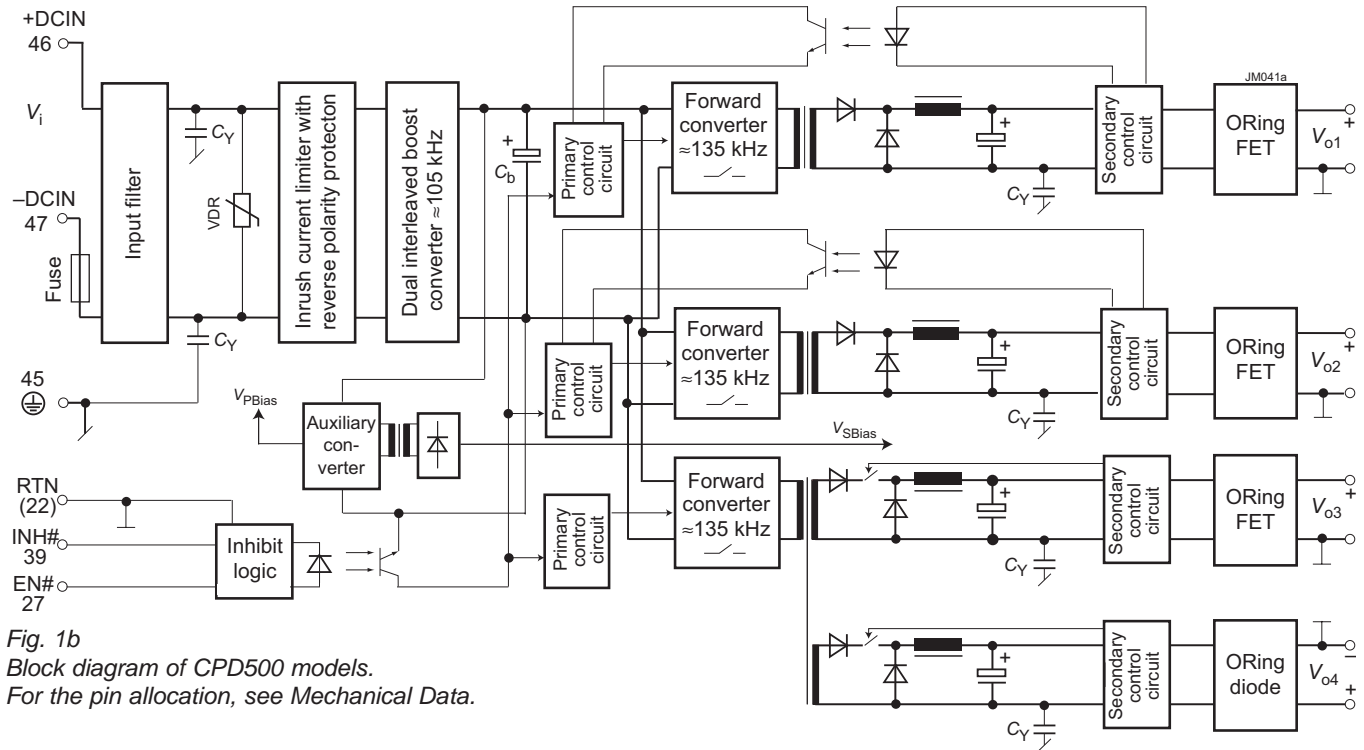 +DCIN
46
Vi
–DCIN
47
Fuse
45
Input filter
CY
VDR
CY
Inrush current limiter with
reverse polarity protecton
Dual interleaved boost
converter ≈105 kHz
+
Cb
Primary
control
circuit
Forward
converter
≈135 kHz
+
CY
Secondary
control
circuit
JM041a
ORing
FET
+
Vo1
Primary
control
circuit
Forward
converter
≈135 kHz
+
CY
Secondary
control
circuit
ORing
FET
+
Vo2
VPBias
Auxiliary
con-
verter
VSBias
RTN
(22)
INH#
39
EN#
27
Inhibit
logic
Primary
control
circuit
Forward
converter
≈135 kHz
+
CY
Secondary
control
circuit
ORing
FET
+
Vo3
+
CY
Secondary
control
circuit
ORing
diode
–
Vo4
+
Fig. 1b
Block diagram of CPD500 models.
For the pin allocation, see Mechanical Data.